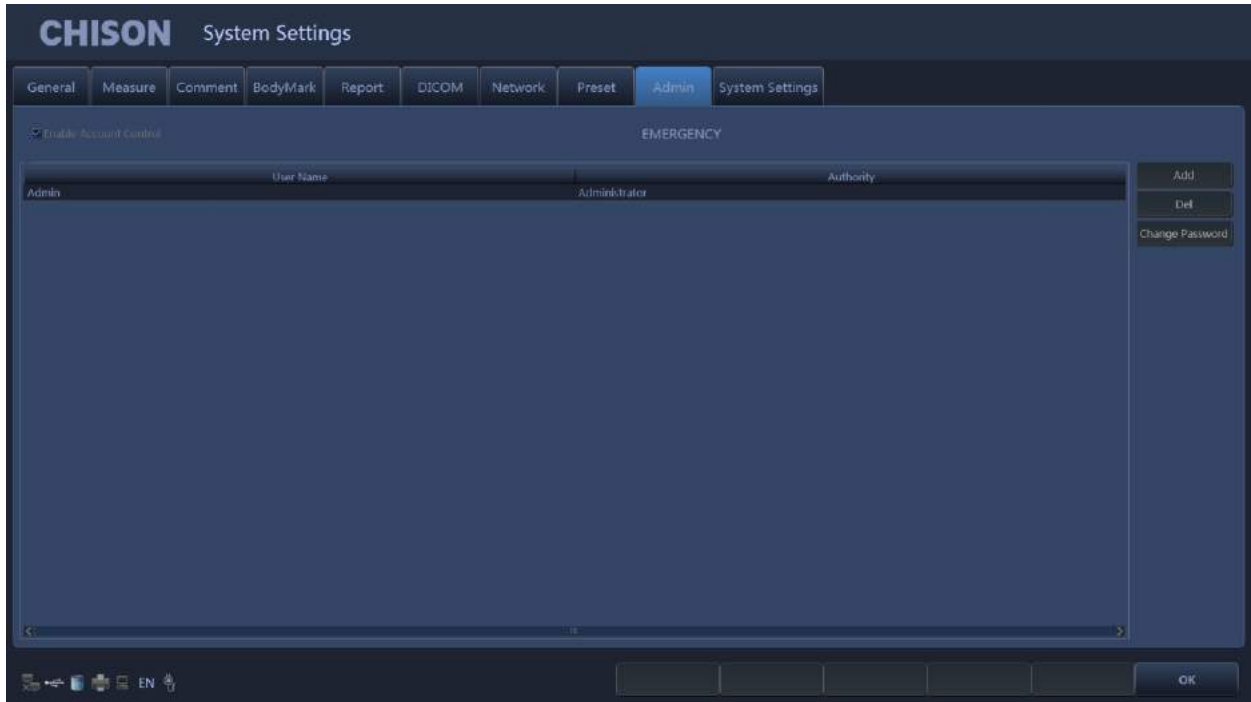 CHISON System Settings
General Measure Comment BodyMark Report DICOM Network Preset Admin System Settings
Enable Account Control EMERGENCY
User Name Authority Add
Admin Administrator
Del
Change Password
EN OK